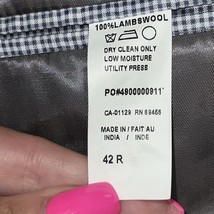 100% LAMBSWOOL
DRY CLEAN ONLY
LOW MOISTURE
UTILITY PRESS
PO#4900000911
CA-01129 RN 69456
MADE IN / FAIT AU
INDIA / INDE
42 R